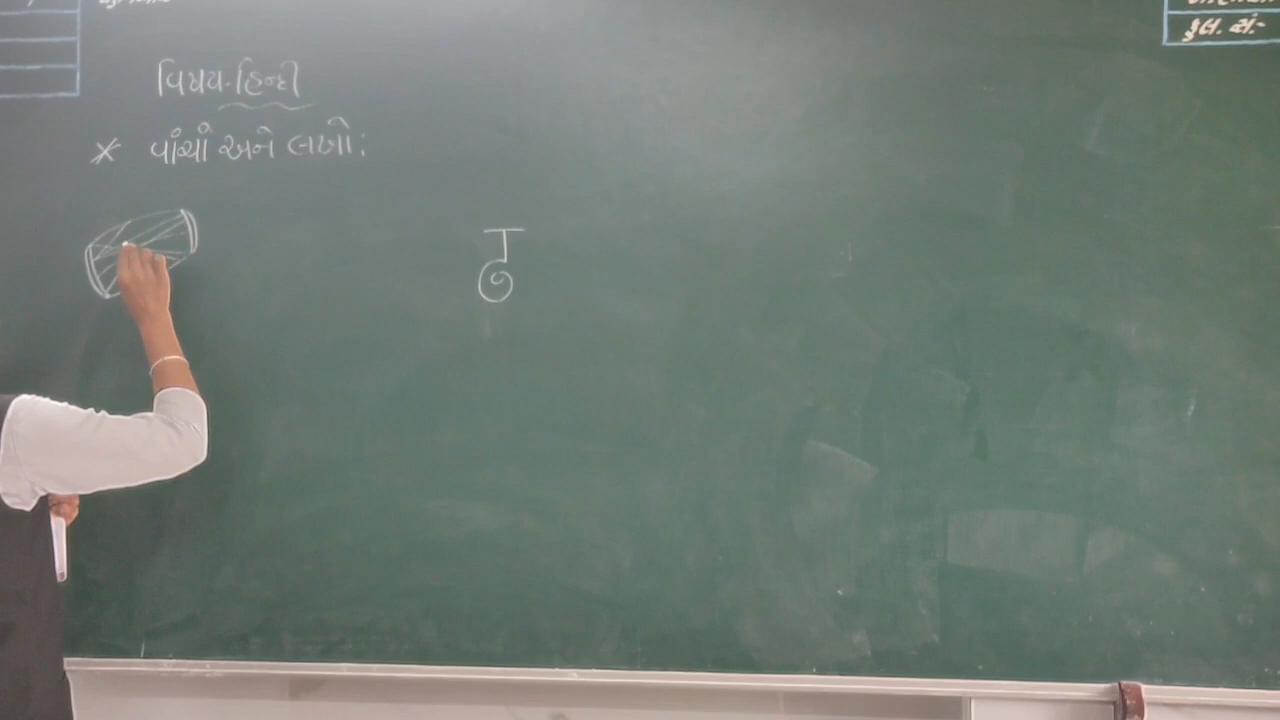 કુલ. સં:-
વિષય-હિન્દી
* વાંચો અને લખો:
ढ